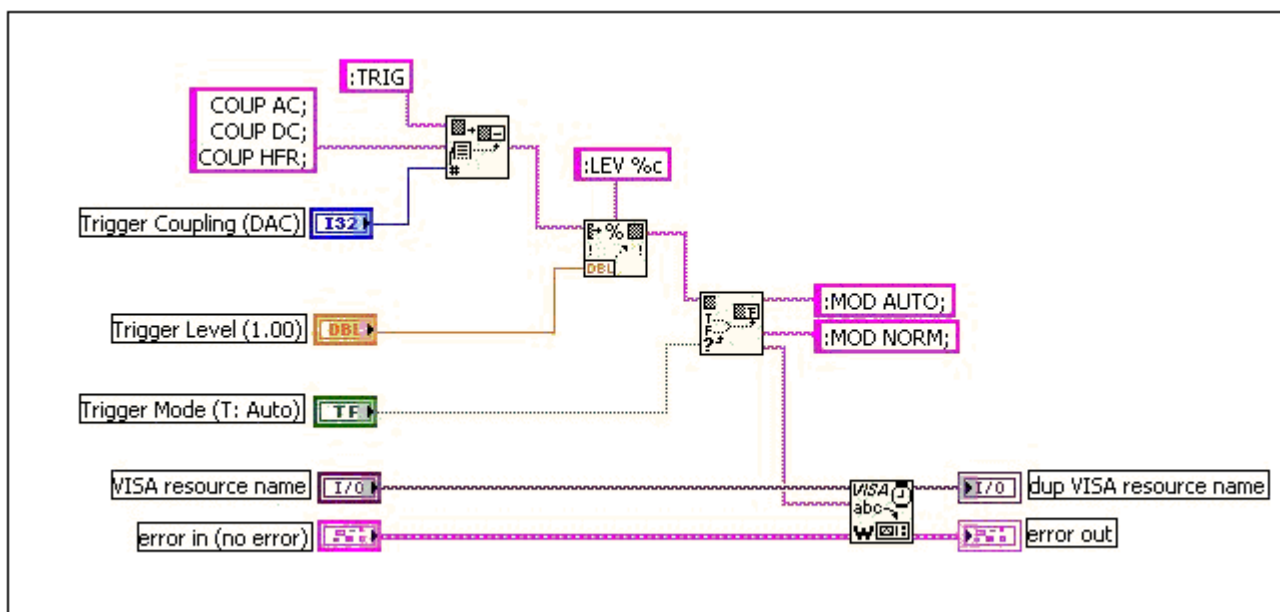 :TRIG
COUP AC;
COUP DC;
COUP HFR;
#
:LEV %c
Trigger Coupling (DAC)
I32
%
! !
DBL
:MOD AUTO;
T
F
?
F
:MOD NORM;
Trigger Level (1.00)
DBL
Trigger Mode (T: Auto)
TF
VISA resource name
I/O
VISA
abc
W
I/O
dup VISA resource name
error in (no error)
error out